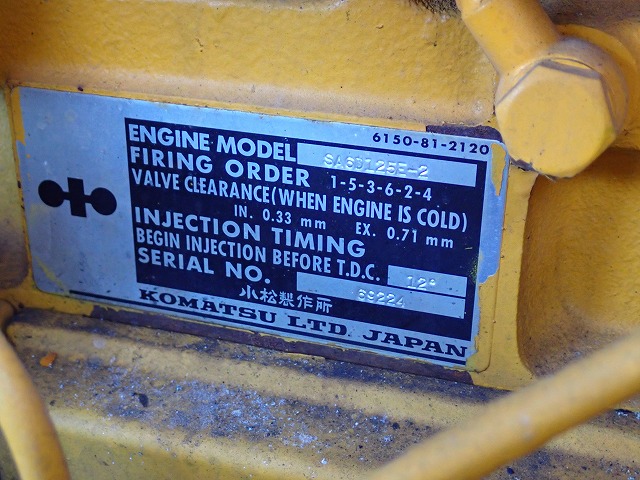 6150-81-2120
ENGINE MODEL SA6D125E-2
FIRING ORDER 1-5-3-6-2-4
VALVE CLEARANCE(WHEN ENGINE IS COLD)
IN. 0.33 mm EX. 0.71 mm
INJECTION TIMING
BEGIN INJECTION BEFORE T.D.C. 12°
SERIAL NO. 69224
小松製作所
KOMATSU LTD. JAPAN